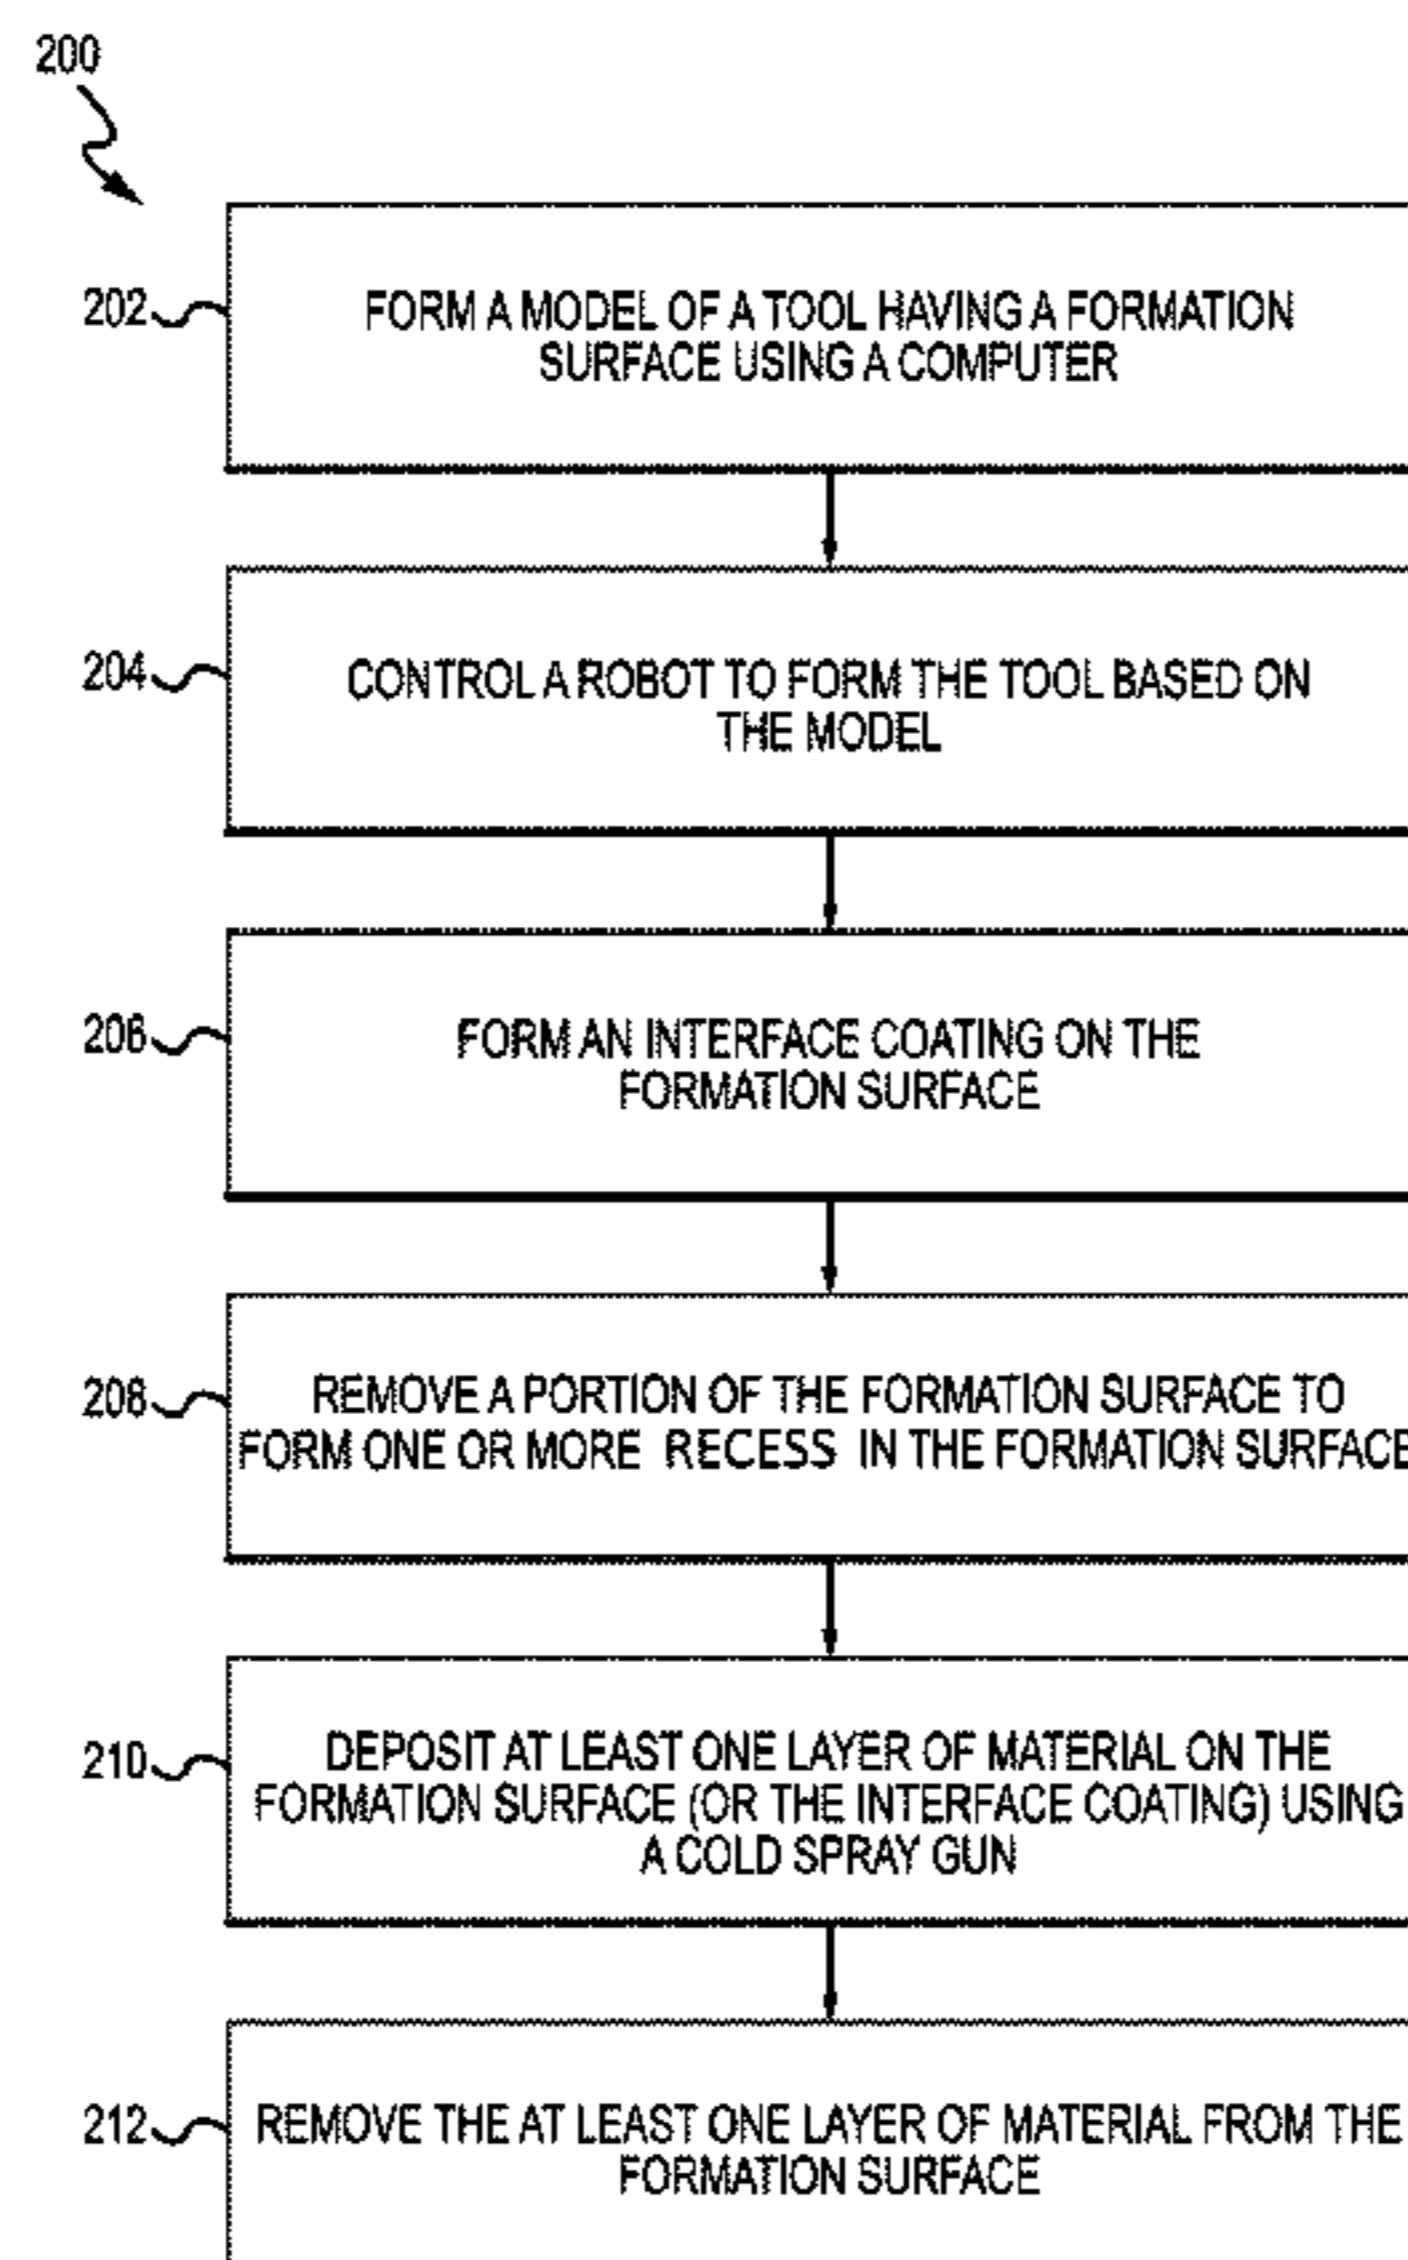 200
202
FORM A MODEL OF A TOOL HAVING A FORMATION
SURFACE USING A COMPUTER
204
CONTROL A ROBOT TO FORM THE TOOL BASED ON
THE MODEL
206
FORM AN INTERFACE COATING ON THE
FORMATION SURFACE
208
REMOVE A PORTION OF THE FORMATION SURFACE TO
FORM ONE OR MORE RECESS IN THE FORMATION SURFACE
210
DEPOSIT AT LEAST ONE LAYER OF MATERIAL ON THE
FORMATION SURFACE (OR THE INTERFACE COATING) USING
A COLD SPRAY GUN
212
REMOVE THE AT LEAST ONE LAYER OF MATERIAL FROM THE
FORMATION SURFACE